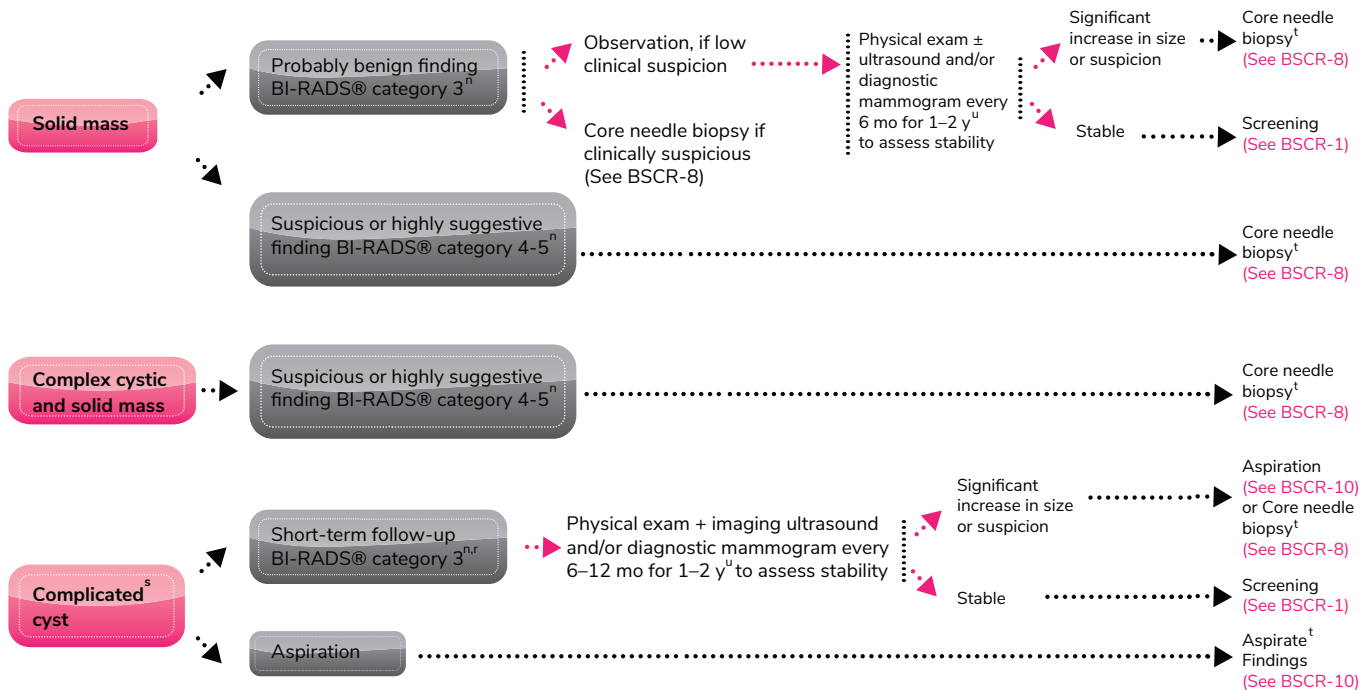 Solid mass
Probably benign finding
BI-RADS® category 3ⁿ
Observation, if low
clinical suspicion
Physical exam ±
ultrasound and/or
diagnostic
mammogram every
6 mo for 1–2 yᵘ
to assess stability
Significant
increase in size
or suspicion
Core needle
biopsyᵗ
(See BSCR-8)
Stable
Screening
(See BSCR-1)
Core needle biopsy if
clinically suspicious
(See BSCR-8)
Suspicious or highly suggestive
finding BI-RADS® category 4-5ⁿ
Core needle
biopsyᵗ
(See BSCR-8)
Complex cystic
and solid mass
Suspicious or highly suggestive
finding BI-RADS® category 4-5ⁿ
Core needle
biopsyᵗ
(See BSCR-8)
Complicatedˢ
cyst
Short-term follow-up
BI-RADS® category 3ⁿ,ʳ
Physical exam + imaging ultrasound
and/or diagnostic mammogram every
6–12 mo for 1–2 yᵘ to assess stability
Significant
increase in size
or suspicion
Aspiration
(See BSCR-10)
or Core needle
biopsyᵗ
(See BSCR-8)
Stable
Screening
(See BSCR-1)
Aspiration
Aspirateᵗ
Findings
(See BSCR-10)